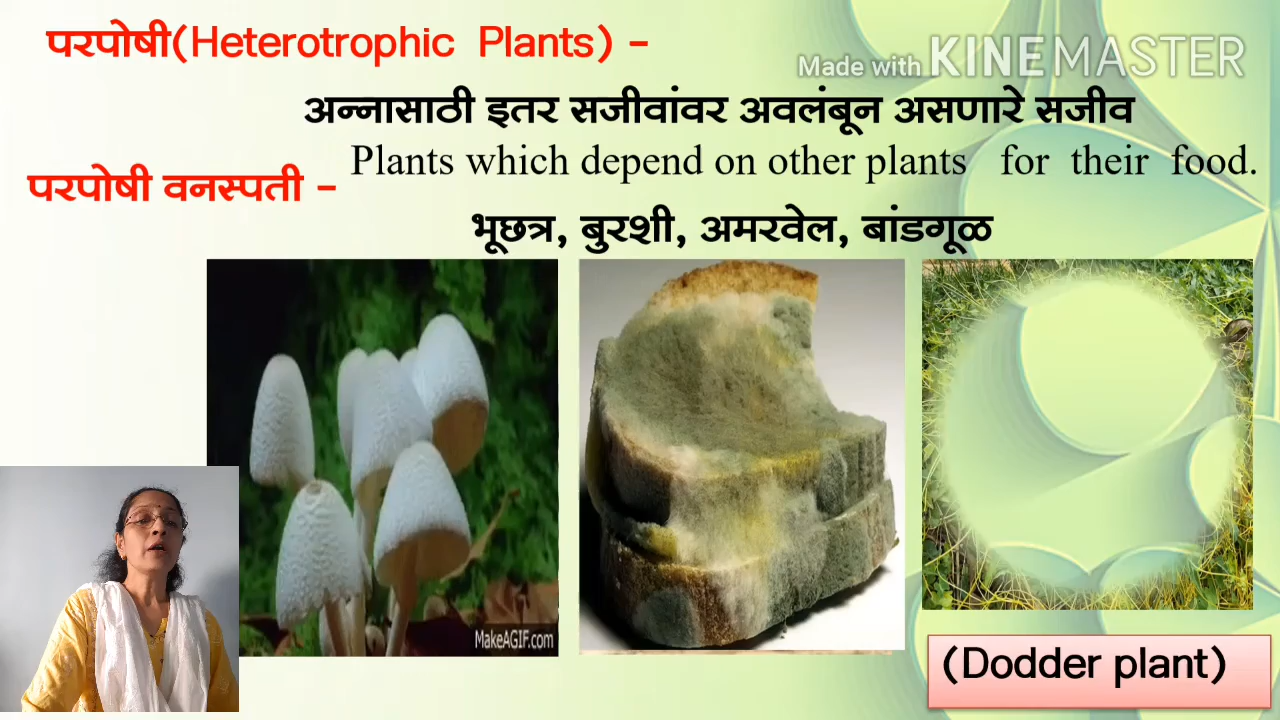 परपोषी(Heterotrophic Plants) -
Made with KINEMASTER
अन्नासाठी इतर सजीवांवर अवलंबून असणारे सजीव
Plants which depend on other plants for their food.
परपोषी वनस्पती -
भूछत्र, बुरशी, अमरवेल, बांडगूळ
MakeAGIF.com
(Dodder plant)